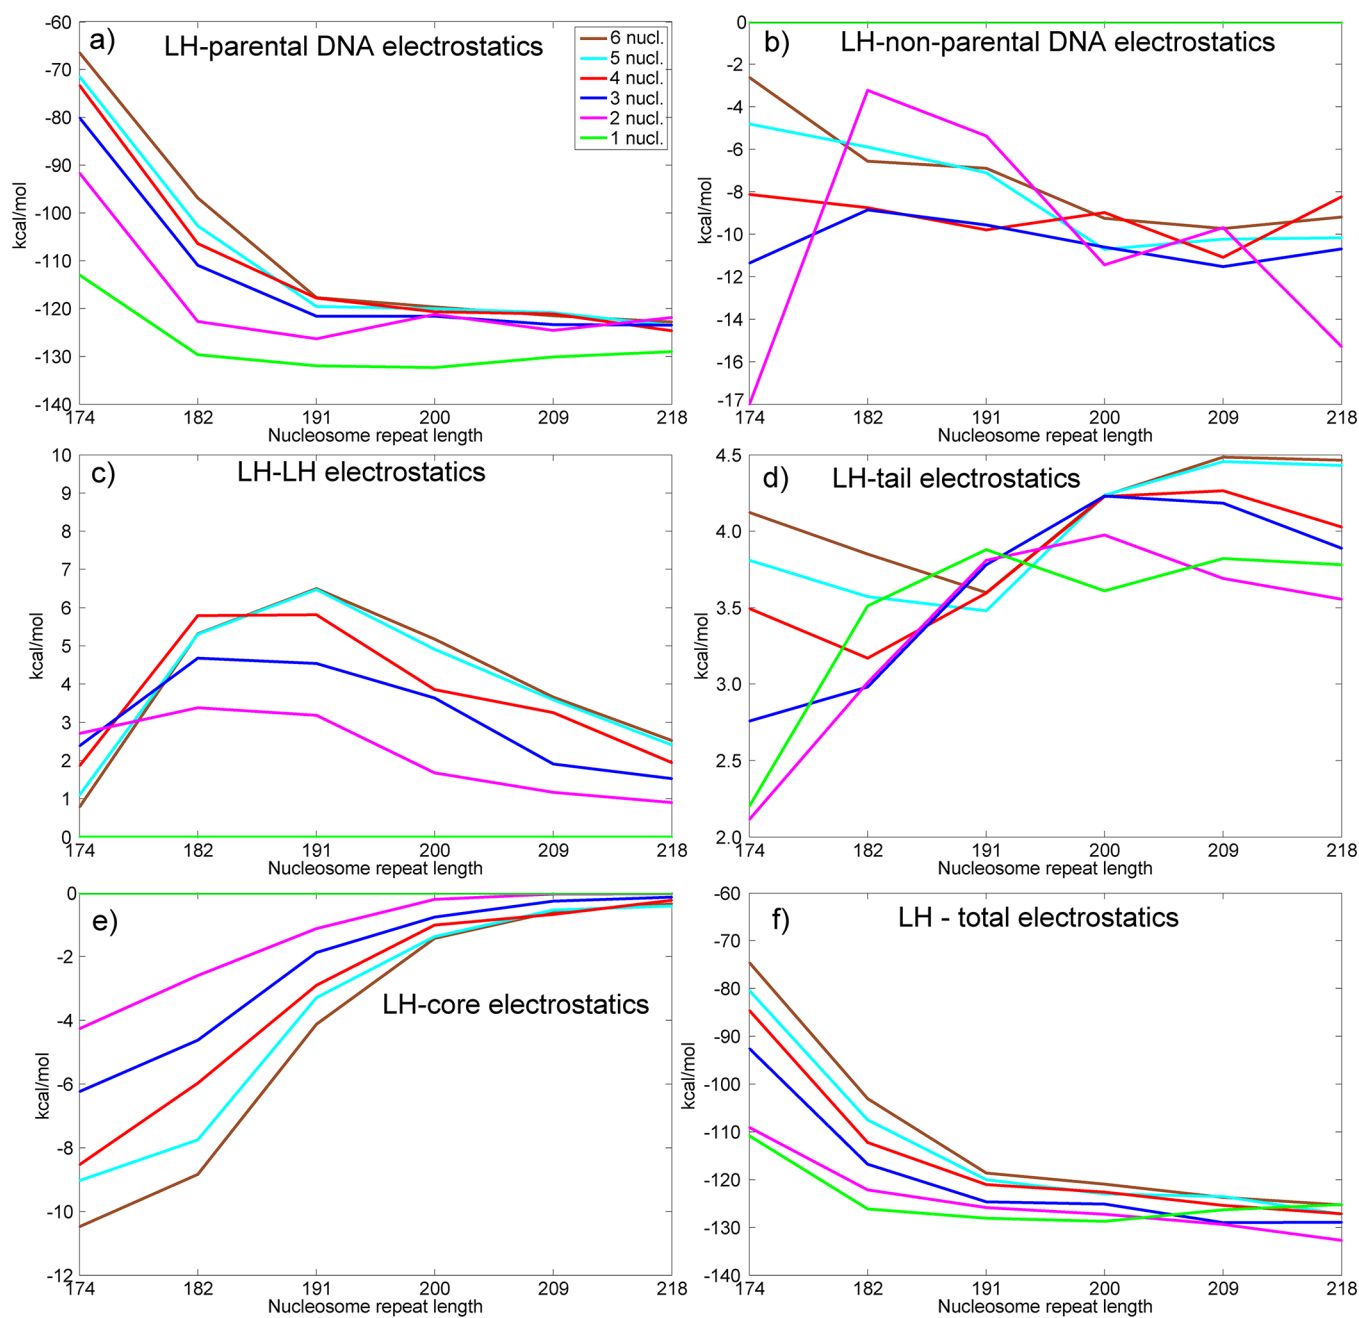 a) LH-parental DNA electrostatics
6 nucl.
5 nucl.
4 nucl.
3 nucl.
2 nucl.
1 nucl.
kcal/mol
-60
-70
-80
-90
-100
-110
-120
-130
-140
174 182 191 200 209 218
Nucleosome repeat length
b) LH-non-parental DNA electrostatics
kcal/mol
0
-2
-4
-6
-8
-10
-12
-14
-16
-17
174 182 191 200 209 218
Nucleosome repeat length
c) LH-LH electrostatics
kcal/mol
10
9
8
7
6
5
4
3
2
1
0
174 182 191 200 209 218
Nucleosome repeat length
d) LH-tail electrostatics
kcal/mol
4.5
4.0
3.5
3.0
2.5
2.0
174 182 191 200 209 218
Nucleosome repeat length
e) LH-core electrostatics
kcal/mol
0
-2
-4
-6
-8
-10
-12
174 182 191 200 209 218
Nucleosome repeat length
f) LH - total electrostatics
kcal/mol
-60
-70
-80
-90
-100
-110
-120
-130
-140
174 182 191 200 209 218
Nucleosome repeat length